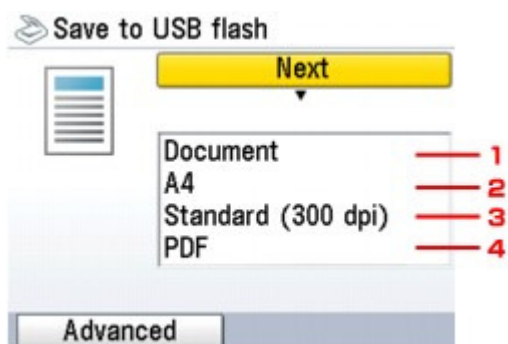 Save to USB flash
Next
Document 1
A4 2
Standard (300 dpi) 3
PDF 4
Advanced